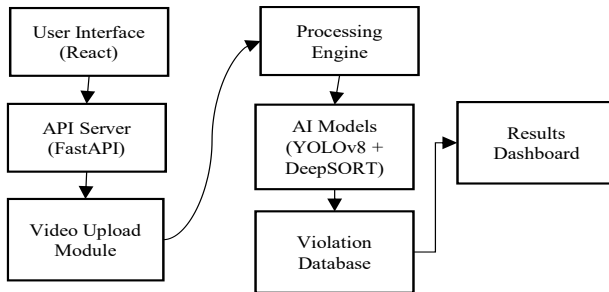 User Interface
(React)
API Server
(FastAPI)
Video Upload
Module
Processing
Engine
AI Models
(YOLOv8 +
DeepSORT)
Violation
Database
Results
Dashboard